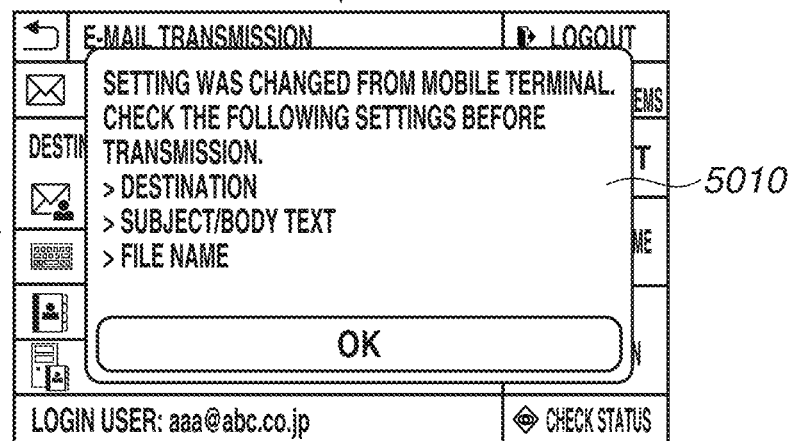 E-MAIL TRANSMISSION
LOGOUT
SETTING WAS CHANGED FROM MOBILE TERMINAL.
CHECK THE FOLLOWING SETTINGS BEFORE
TRANSMISSION.
> DESTINATION
> SUBJECT/BODY TEXT
> FILE NAME
OK
5010
LOGIN USER: aaa@abc.co.jp
CHECK STATUS